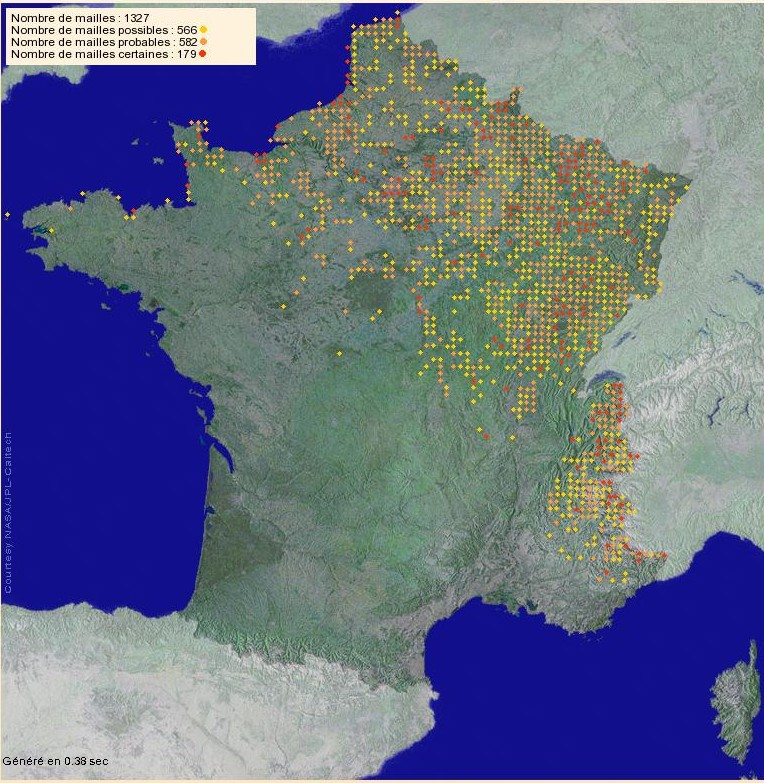 Nombre de mailles : 1327
Nombre de mailles possibles : 566
Nombre de mailles probables : 582
Nombre de mailles certaines : 179
Courtesy NASA/JPL-Caltech
Généré en 0.38 sec